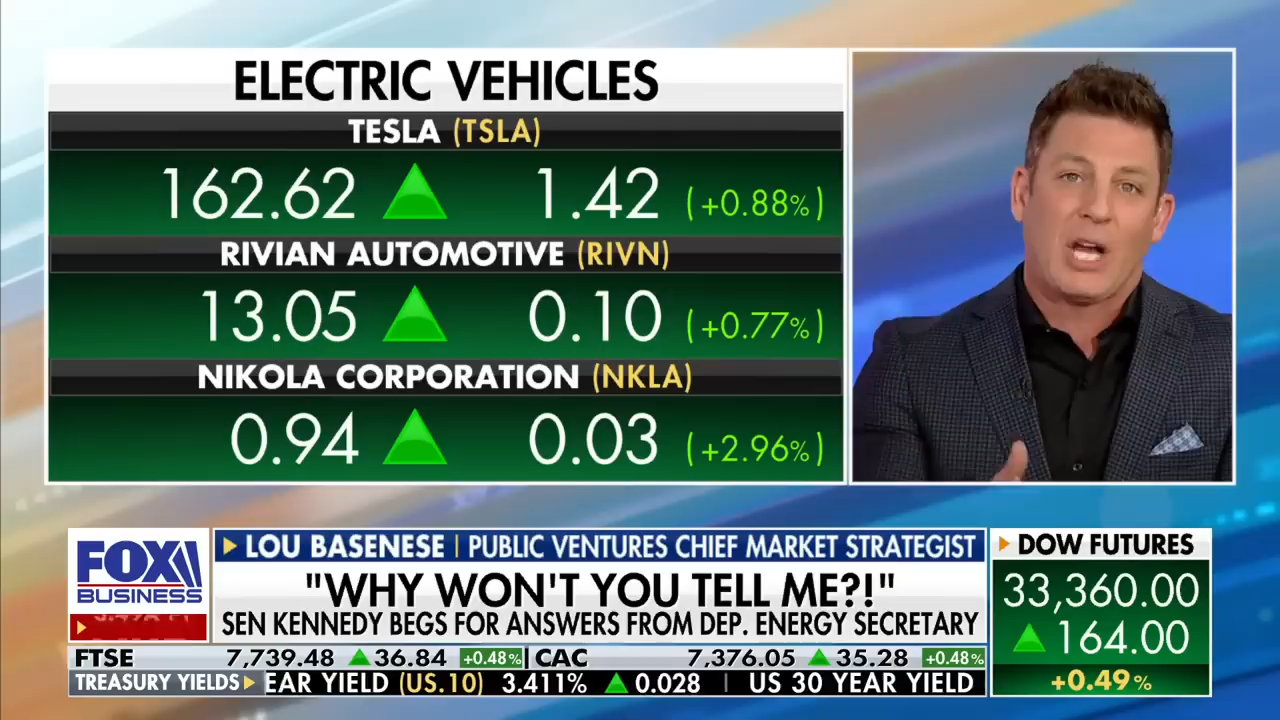 ELECTRIC VEHICLES
TESLA (TSLA)
162.62 ▲ 1.42 (+0.88%)
RIVIAN AUTOMOTIVE (RIVN)
13.05 ▲ 0.10 (+0.77%)
NIKOLA CORPORATION (NKLA)
0.94 ▲ 0.03 (+2.96%)
FOX BUSINESS
LOU BASENESE | PUBLIC VENTURES CHIEF MARKET STRATEGIST
"WHY WON'T YOU TELL ME?!"
SEN KENNEDY BEGS FOR ANSWERS FROM DEP. ENERGY SECRETARY
DOW FUTURES
33,360.00
▲ 164.00
+0.49%
FTSE 7,739.48 ▲ 36.84 +0.48% | CAC 7,376.05 ▲ 35.28 +0.48%
TREASURY YIELDS EAR YIELD (US.10) 3.411% ▲ 0.028 | US 30 YEAR YIELD